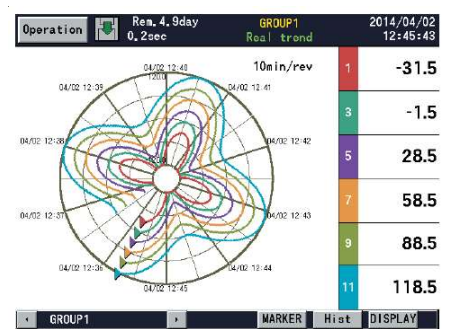 Operation
Rem. 4.9day
0.2sec
GROUP1
Real trend
2014/04/02
12:45:43
10min/rev
04/02 12:40
120.0
04/02 12:39
04/02 12:41
04/02 12:38
04/02 12:42
04/02 12:37
04/02 12:43
04/02 12:36
04/02 12:44
04/02 12:45
1 -31.5
3 -1.5
5 28.5
7 58.5
9 88.5
11 118.5
GROUP1
MARKER
Hist
DISPLAY